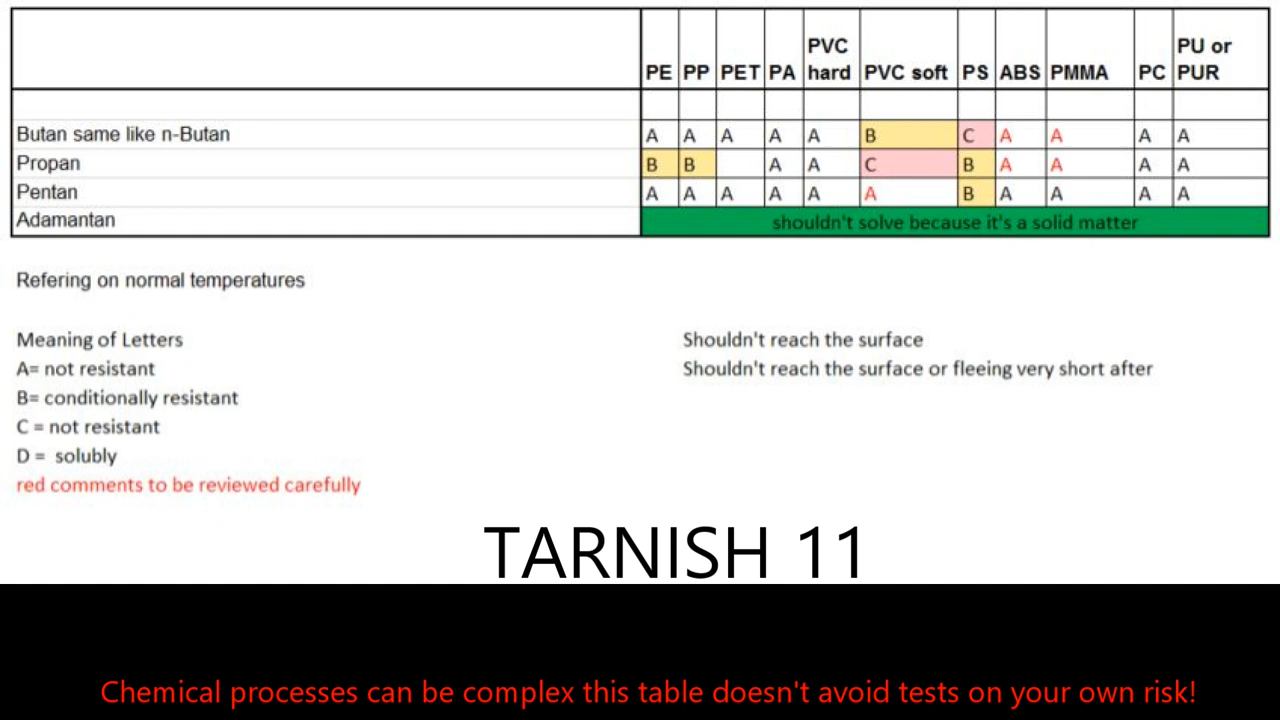 PE PP PET PA PVC hard PVC soft PS ABS PMMA PC PU or PUR
Butan same like n-Butan A A A A A B C A A A A
Propan B B A A C B A A A A
Pentan A A A A A A B A A A A
Adamantan shouldn't solve because it's a solid matter
Refering on normal temperatures
Meaning of Letters Shouldn't reach the surface
A= not resistant Shouldn't reach the surface or fleeing very short after
B= conditionally resistant
C = not resistant
D = solubly
red comments to be reviewed carefully
TARNISH 11
Chemical processes can be complex this table doesn't avoid tests on your own risk!